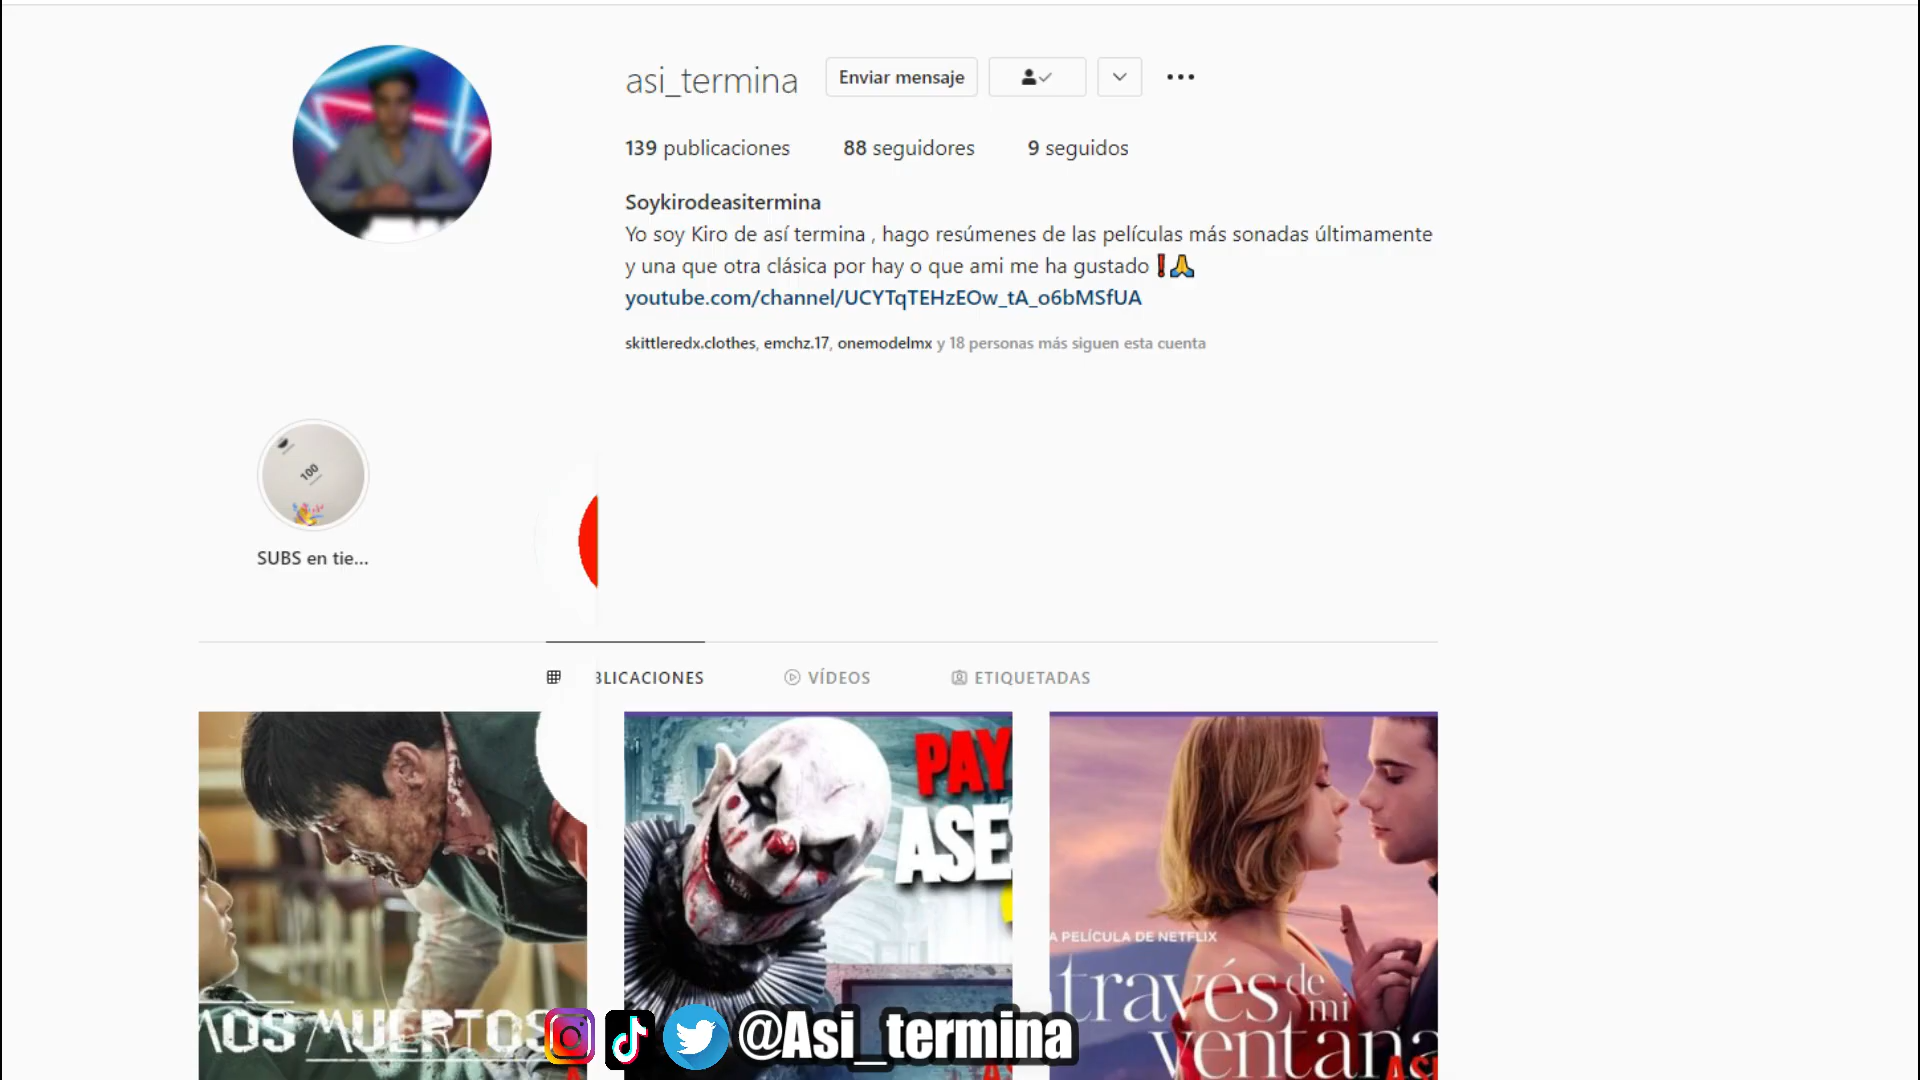 asi_termina
Enviar mensaje
139 publicaciones
88 seguidores
9 seguidos
Soykirodeasitermina
Yo soy Kiro de así termina , hago resúmenes de las películas más sonadas últimamente
y una que otra clásica por hay o que ami me ha gustado❗🙏
youtube.com/channel/UCYTqTEHzEOw_tA_o6bMSfUA
skittleredx.clothes, emchz.17, onemodelmx y 18 personas más siguen esta cuenta
100
SUBS en tie...
BLICACIONES
VÍDEOS
ETIQUETADAS
PAY
ASE
A PELÍCULA DE NETFLIX
través de mi
ventana
MOS MUERTOS
@Asi_termina